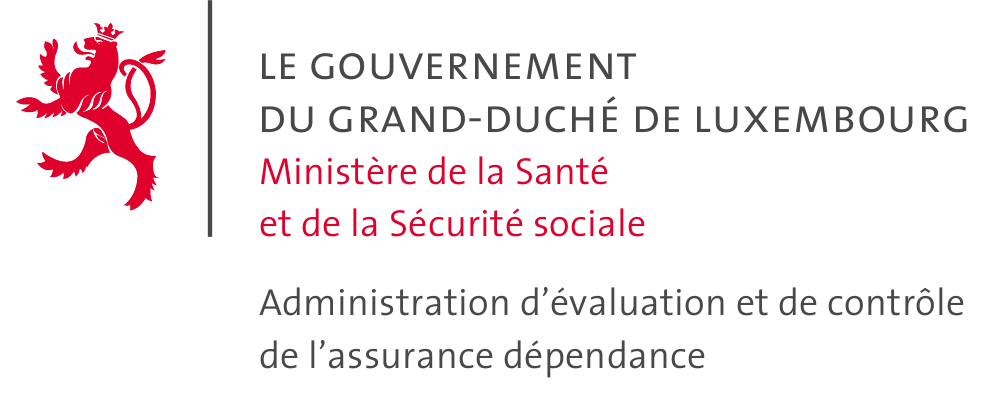 LE GOUVERNEMENT
DU GRAND-DUCHÉ DE LUXEMBOURG
Ministère de la Santé
et de la Sécurité sociale
Administration d’évaluation et de contrôle
de l’assurance dépendance